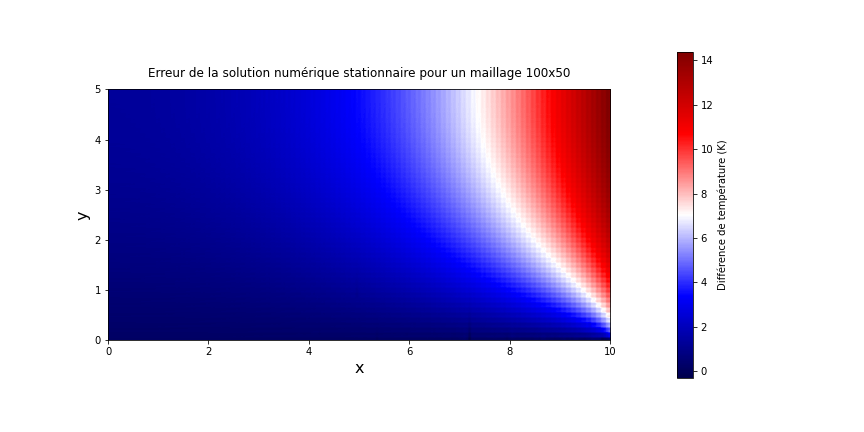 Erreur de la solution numérique stationnaire pour un maillage 100x50
5
4
3
2
1
0
y
0 2 4 6 8 10
x
14
12
10
8
6
4
2
0
Différence de température (K)